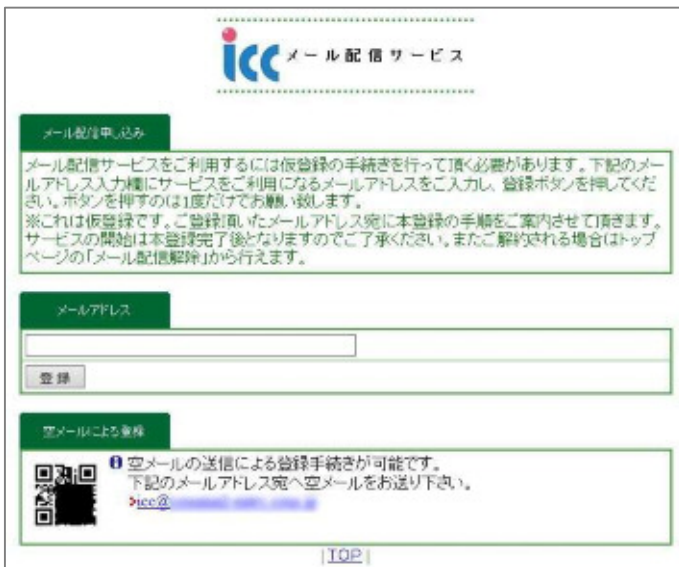 icc メール配信サービス
メール配信申し込み
メール配信サービスをご利用するには仮登録の手続きを行って頂く必要があります。下記のメー
ルアドレス入力欄にサービスをご利用になるメールアドレスをご入力し、登録ボタンを押してくだ
さい。ボタンを押すのは1度だけでお願い致します。
※これは仮登録です。ご登録頂いたメールアドレス宛に本登録の手順をご案内させて頂きます。
サービスの開始は本登録完了後となりますのでご了承ください。またご解約される場合はトップ
ページの「メール配信解除」から行えます。
メールアドレス
登録
空メールによる登録
空メールの送信による登録手続きが可能です。
下記のメールアドレス宛へ空メールをお送り下さい。
icc@
|TOP|